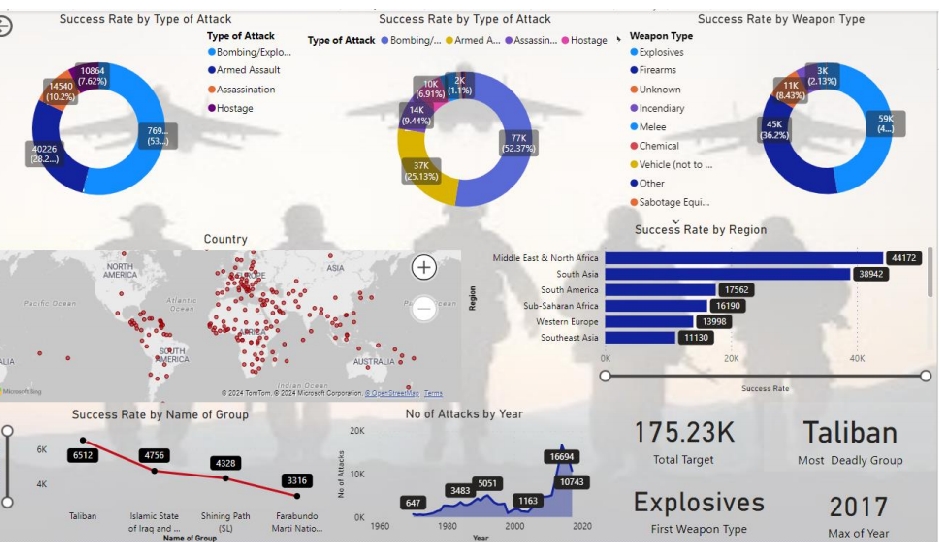 Success Rate by Type of Attack
Type of Attack
Bombing/Explo...
Armed Assault
Assassination
Hostage
10864
(7.62%)
14540
(10.2%)
40226
(28.2...)
769...
(53...)
Success Rate by Type of Attack
Type of Attack
Bombing/...
Armed A...
Assassin...
Hostage
10K
(6.91%)
2K
(1.1%)
14K
(9.41%)
37K
(25.13%)
77K
(52.37%)
Success Rate by Weapon Type
Weapon Type
Explosives
Firearms
Unknown
Incendiary
Melee
Chemical
Vehicle (not to ...
Other
Sabotage Equi...
3K
(2.13%)
11K
(8.43%)
45K
(36.2%)
59K
(4...)
Country
NORTH
AMERICA
EUROPE
ASIA
Pacific Ocean
Atlantic
Ocean
AFRICA
SOUTH
AMERICA
AUSTRALIA
Indian Ocean
ALIA
© 2024 TomTom, © 2024 Microsoft Corporation, © OpenStreetMap Terms
Success Rate by Region
Region
Middle East & North Africa 44172
South Asia 38942
South America 17562
Sub-Saharan Africa 16190
Western Europe 13998
Southeast Asia 11130
0K 20K 40K
Success Rate
Success Rate by Name of Group
6K
4K
6512
4756
4328
3316
Taliban
Islamic State
of Iraq and ...
Shining Path
(SL)
Farabundo
Marti Natio...
Name of Group
No of Attacks by Year
No of Attacks
20K
10K
0K
647
3483
5051
1163
16694
10743
1960 1980 2000 2020
Year
175.23K
Total Target
Taliban
Most Deadly Group
Explosives
First Weapon Type
2017
Max of Year